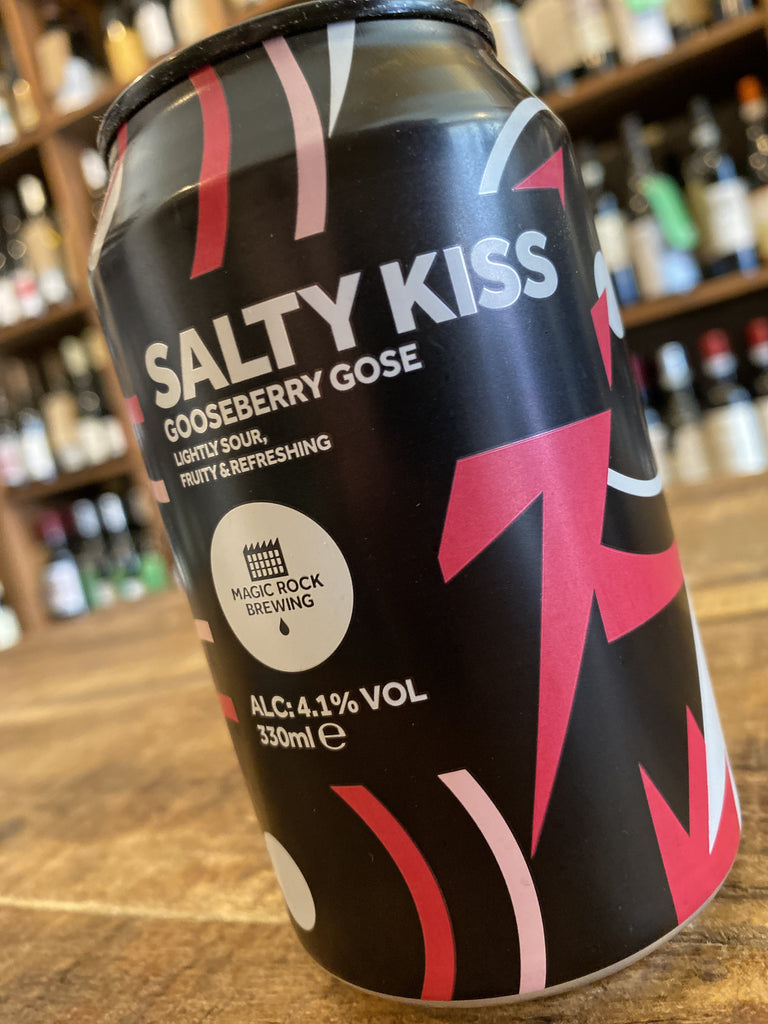 SALTY KISS
GOOSEBERRY GOSE
LIGHTLY SOUR,
FRUITY & REFRESHING
MAGIC ROCK
BREWING
ALC: 4.1% VOL
330ml ℮